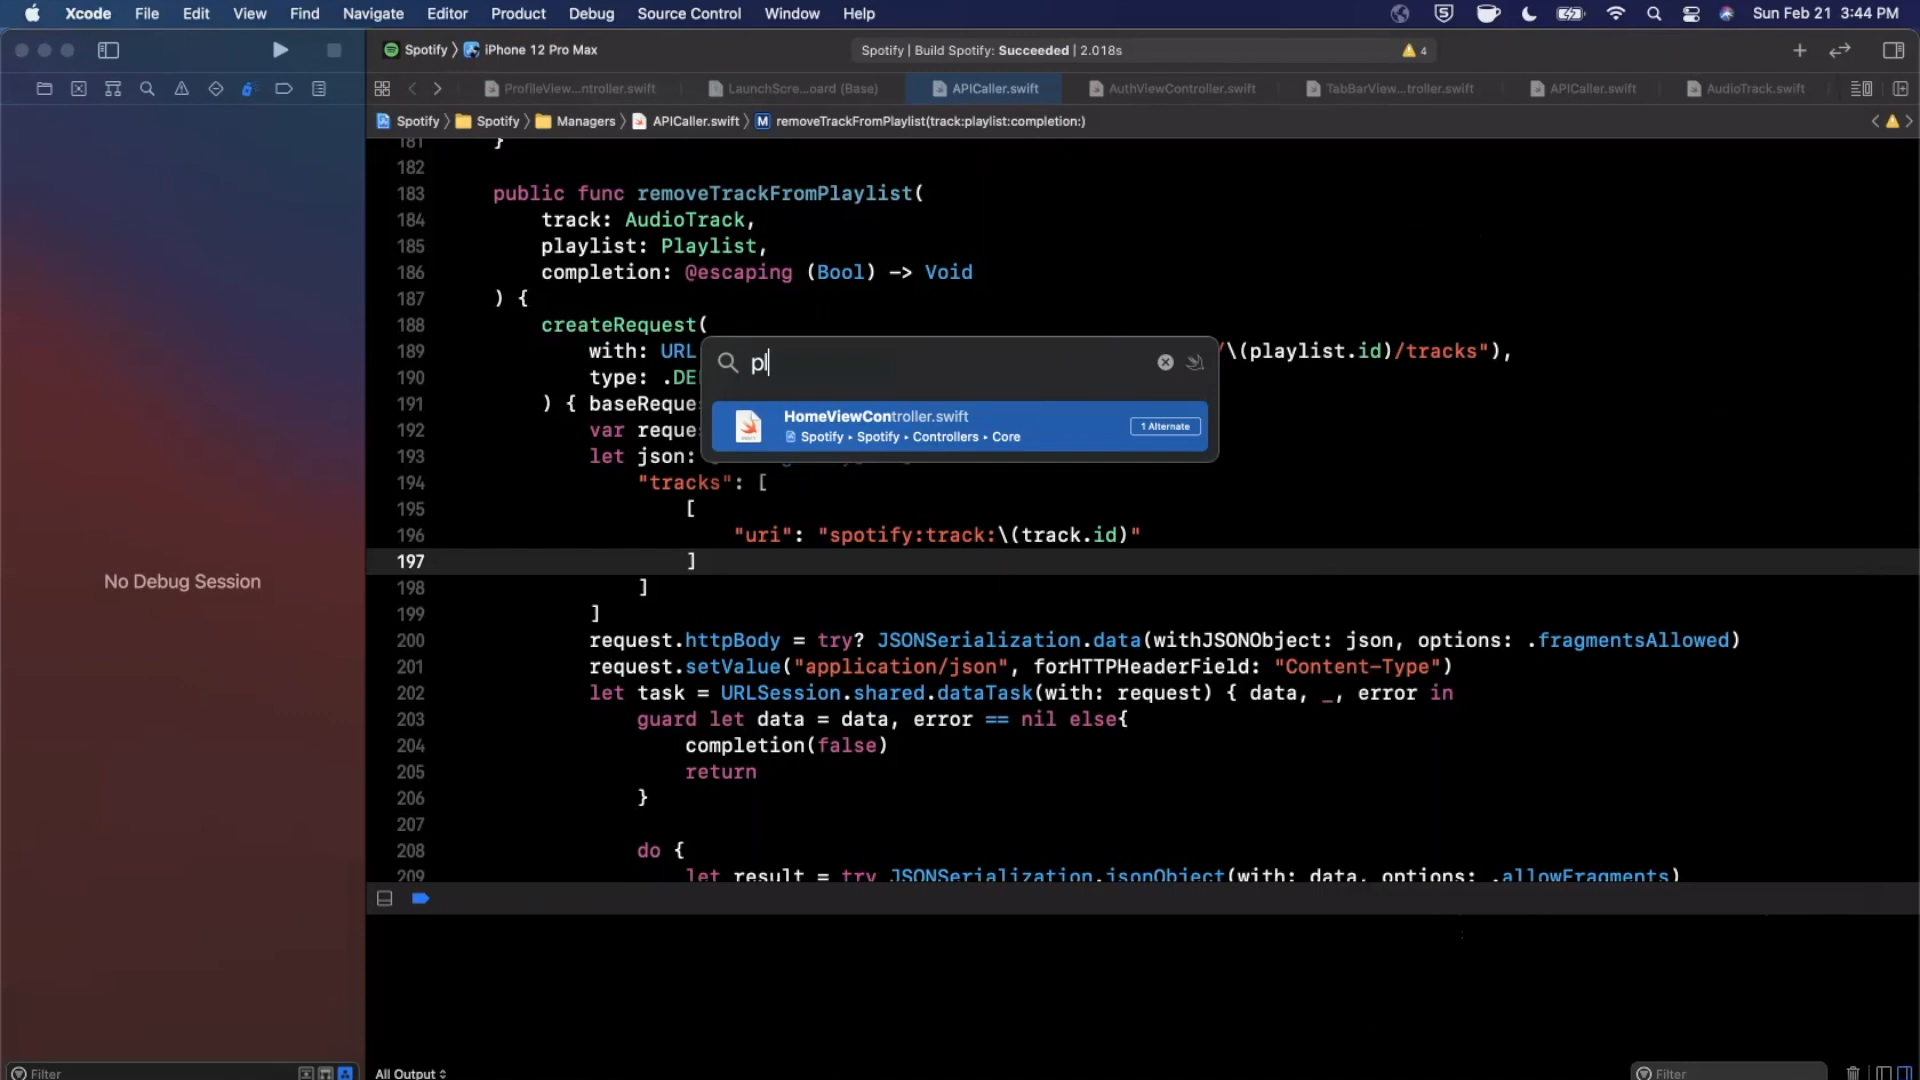 Xcode File Edit View Find Navigate Editor Product Debug Source Control Window Help Sun Feb 21 3:44 PM
Spotify iPhone 12 Pro Max Spotify | Build Spotify: Succeeded | 2.018s 4
ProfileView...ntroller.swift LaunchScre...oard (Base) APICaller.swift AuthViewController.swift TabBarView...troller.swift APICaller.swift AudioTrack.swift
Spotify Spotify Managers APICaller.swift M removeTrackFromPlaylist(track:playlist:completion:)
181 }
182
183 public func removeTrackFromPlaylist(
184 track: AudioTrack,
185 playlist: Playlist,
186 completion: @escaping (Bool) -> Void
187 ) {
188 createRequest(
189 with: URL /\(playlist.id)/tracks"),
190 type: .DE
191 ) { baseReque
192 var reque
193 let json:
194 "tracks": [
195 [
196 "uri": "spotify:track:\(track.id)"
197 ]
198 ]
199 ]
200 request.httpBody = try? JSONSerialization.data(withJSONObject: json, options: .fragmentsAllowed)
201 request.setValue("application/json", forHTTPHeaderField: "Content-Type")
202 let task = URLSession.shared.dataTask(with: request) { data, _, error in
203 guard let data = data, error == nil else{
204 completion(false)
205 return
206 }
207
208 do {
209 let result = try JSONSerialization.jsonObject(with: data, options: .allowFragments)
pl
HomeViewController.swift
Spotify ▸ Spotify ▸ Controllers ▸ Core
1 Alternate
No Debug Session
Filter
All Output
Filter